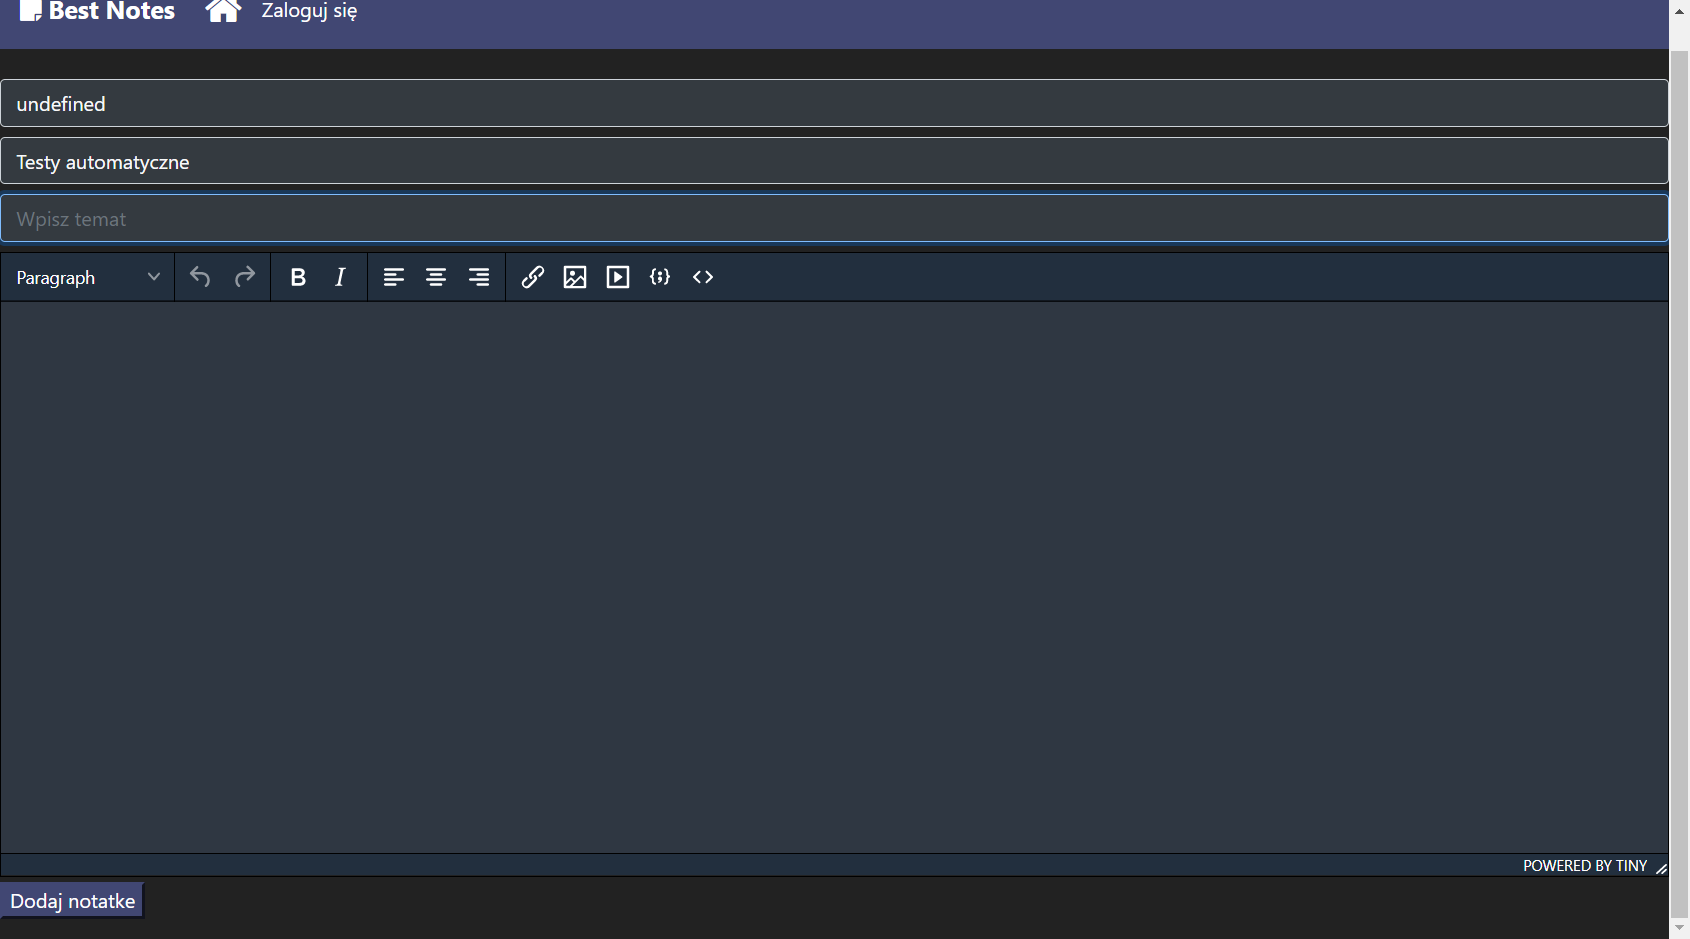 Best Notes Zaloguj się
undefined
Testy automatyczne
Wpisz temat
Paragraph B I
POWERED BY TINY
Dodaj notatke